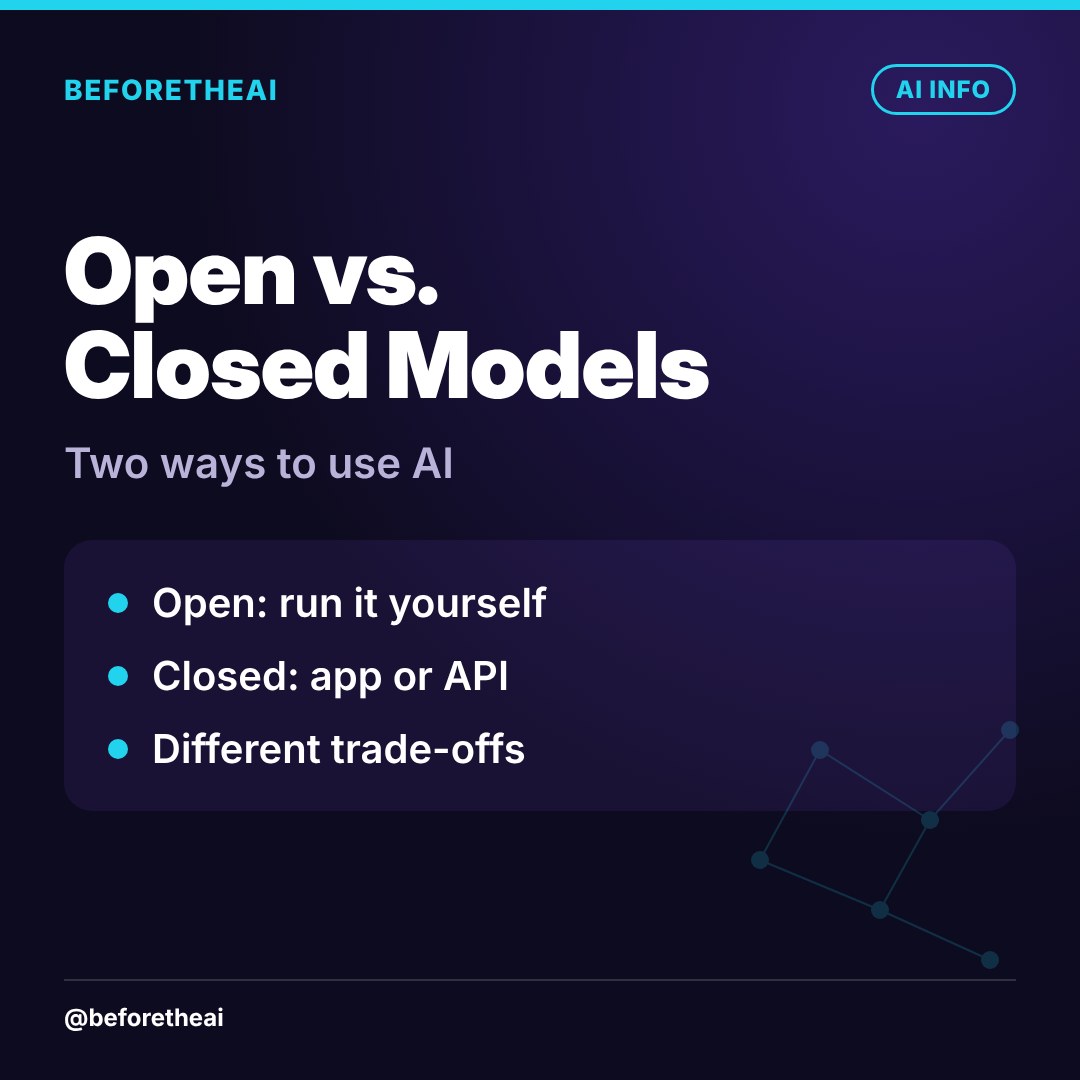 BEFORETHEAI
AI INFO
Open vs.
Closed Models
Two ways to use AI
Open: run it yourself
Closed: app or API
Different trade-offs
@beforetheai